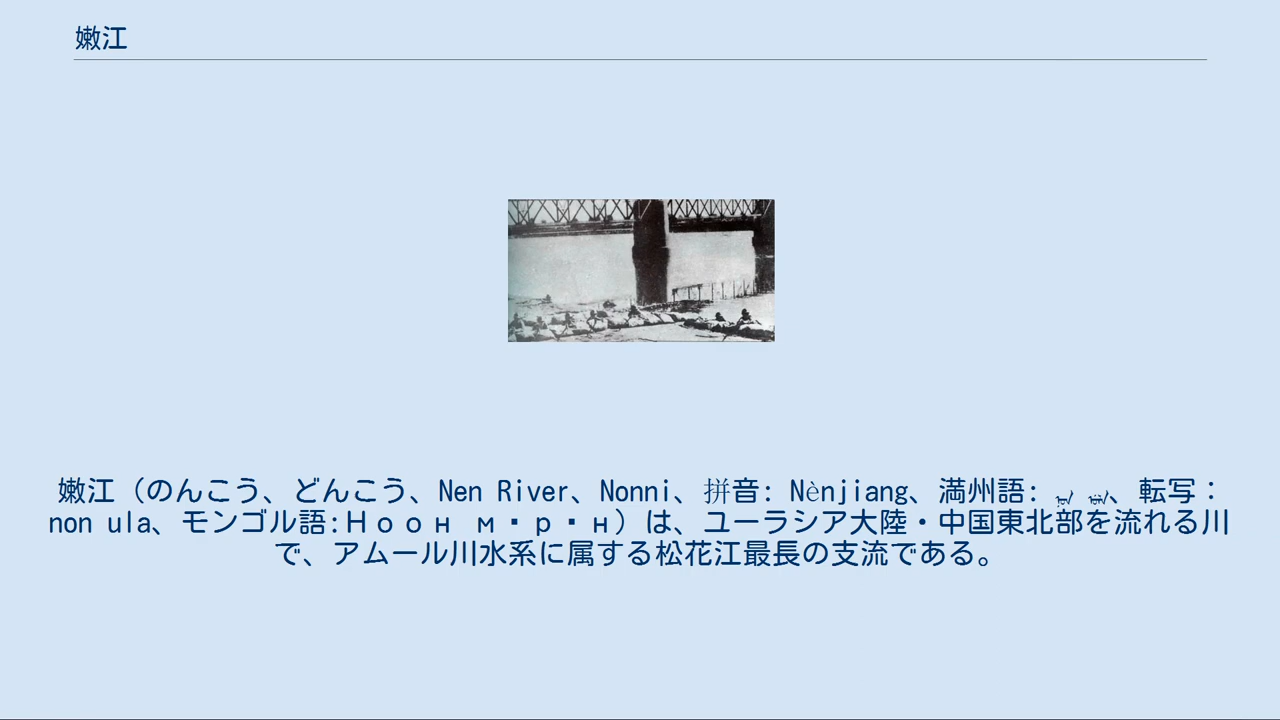 嫩江
嫩江（のんこう、どんこう、Nen River、Nonni、拼音: Nènjiang、満州語: 、転写：
non ula、モンゴル語:Ｈｏｏн м・р・н）は、ユーラシア大陸・中国東北部を流れる川
で、アムール川水系に属する松花江最長の支流である。